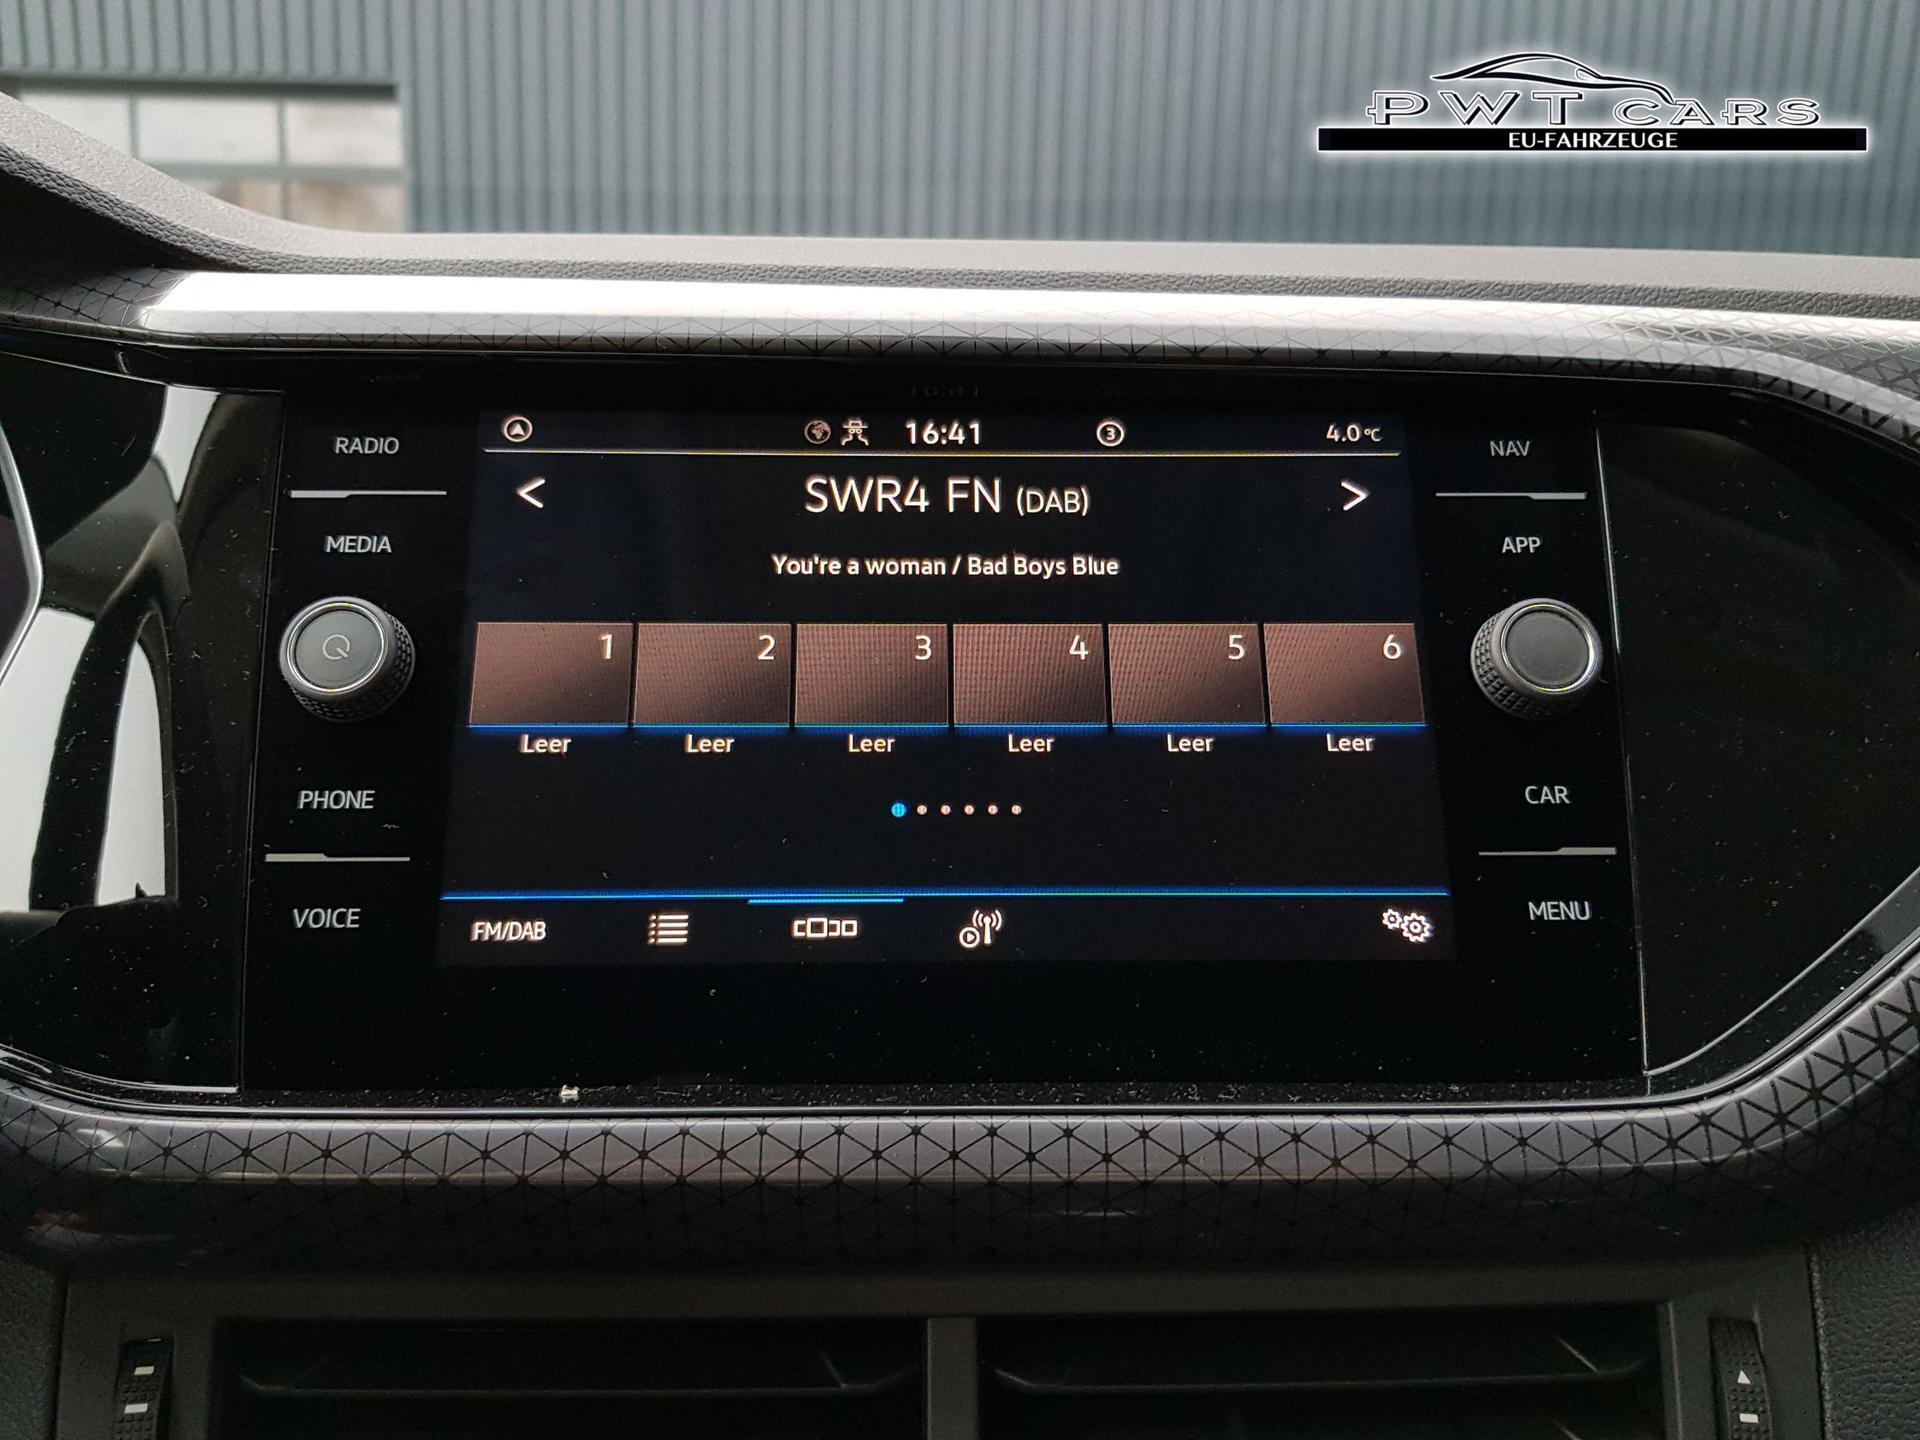 PWT CARS
EU-FAHRZEUGE
RADIO
MEDIA
PHONE
VOICE
16:41
3
4.0°C
< SWR4 FN (DAB) >
You're a woman / Bad Boys Blue
1 2 3 4 5 6
Leer Leer Leer Leer Leer Leer
FM/DAB
NAV
APP
CAR
MENU